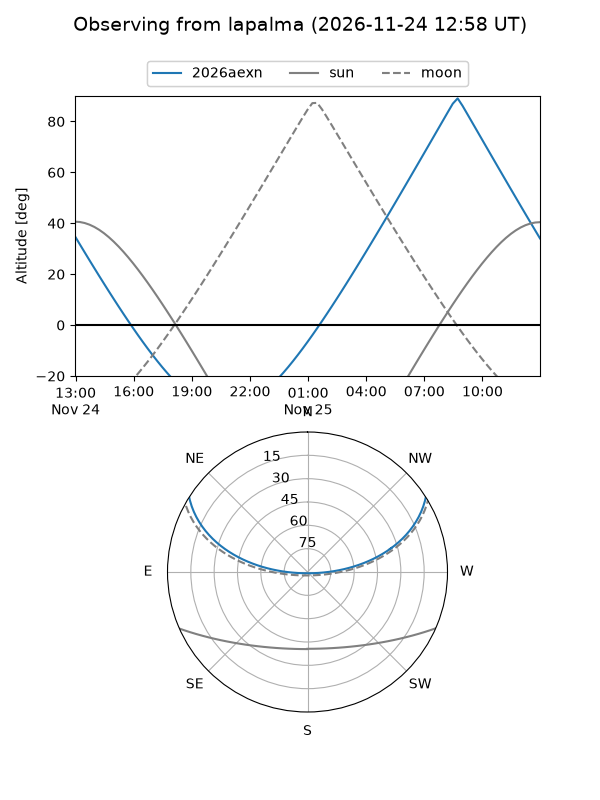 Observing from lapalma (2026-11-24 12:58 UT)
2026aexn sun moon
80
60
40
20
0
−20
Altitude [deg]
13:00 16:00 19:00 22:00 01:00 04:00 07:00 10:00
Nov 24 Nov 25
N
NE NW
15
30
45
60
75
E W
SE SW
S